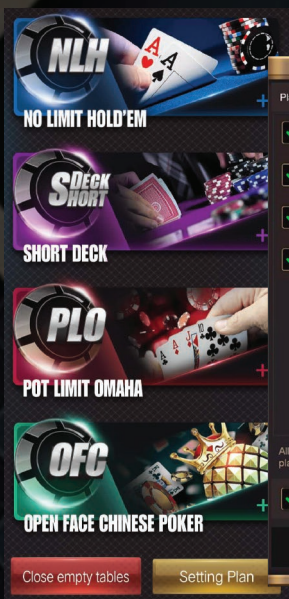 NLH
NO LIMIT HOLD'EM
SHORT DECK
SHORT DECK
PLO
POT LIMIT OMAHA
OFC
OPEN FACE CHINESE POKER
Close empty tables
Setting Plan